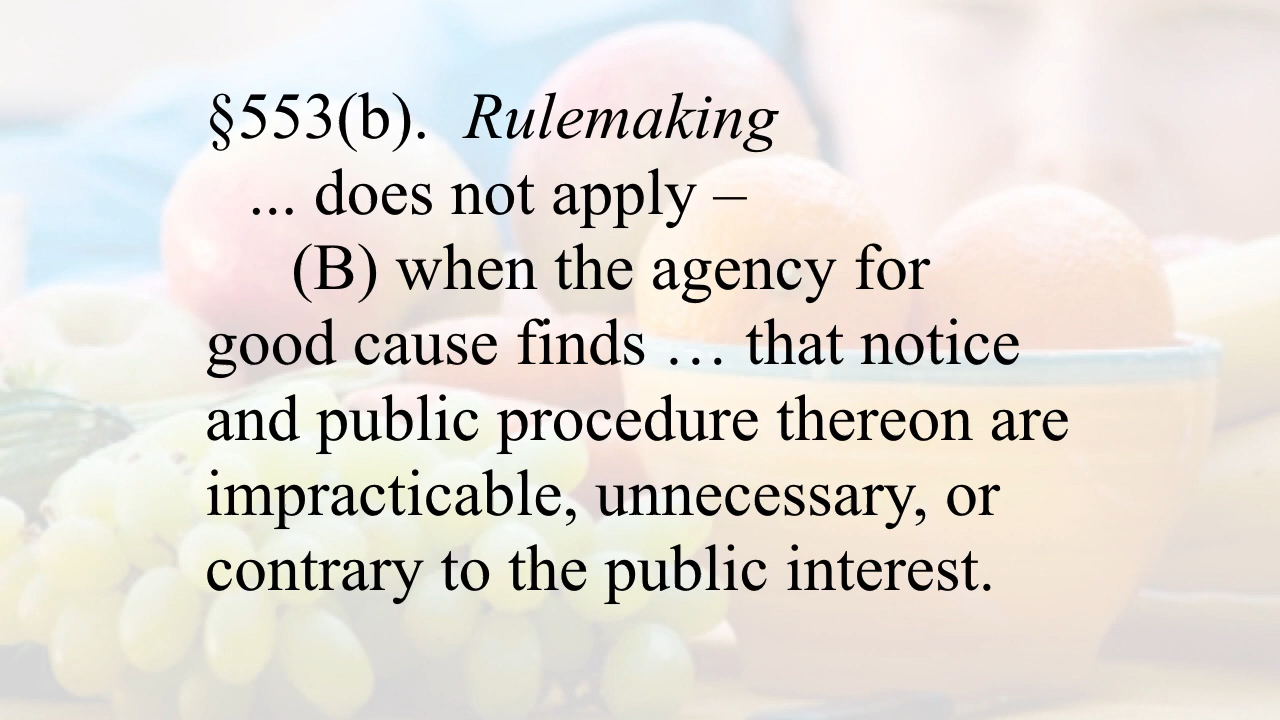 §553(b).  Rulemaking
... does not apply –
(B) when the agency for
good cause finds … that notice
and public procedure thereon are
impracticable, unnecessary, or
contrary to the public interest.